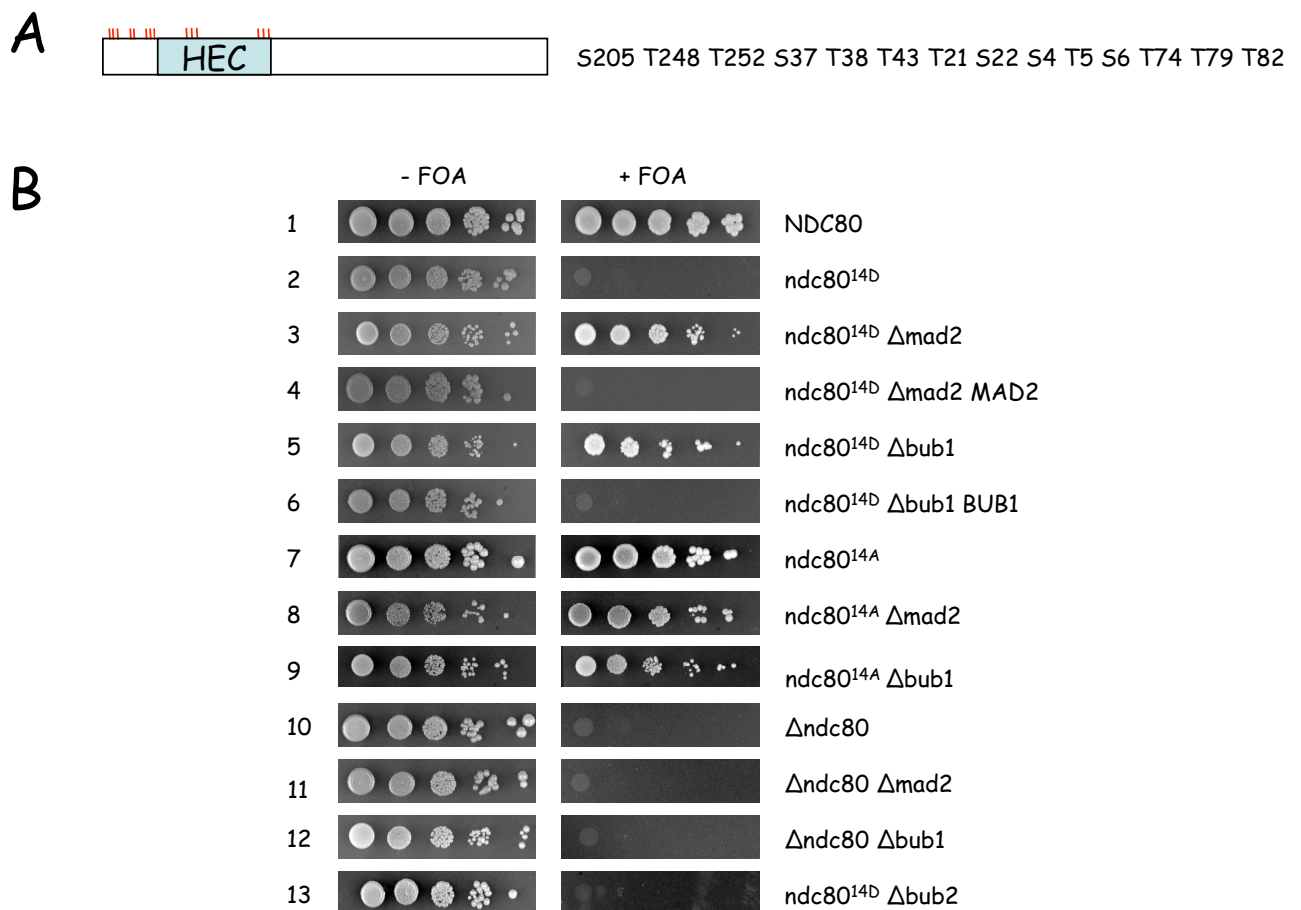 A
HEC
S205 T248 T252 S37 T38 T43 T21 S22 S4 T5 S6 T74 T79 T82
B
- FOA + FOA
1 NDC80
2 ndc80¹⁴ᴰ
3 ndc80¹⁴ᴰ Δmad2
4 ndc80¹⁴ᴰ Δmad2 MAD2
5 ndc80¹⁴ᴰ Δbub1
6 ndc80¹⁴ᴰ Δbub1 BUB1
7 ndc80¹⁴ᴬ
8 ndc80¹⁴ᴬ Δmad2
9 ndc80¹⁴ᴬ Δbub1
10 Δndc80
11 Δndc80 Δmad2
12 Δndc80 Δbub1
13 ndc80¹⁴ᴰ Δbub2